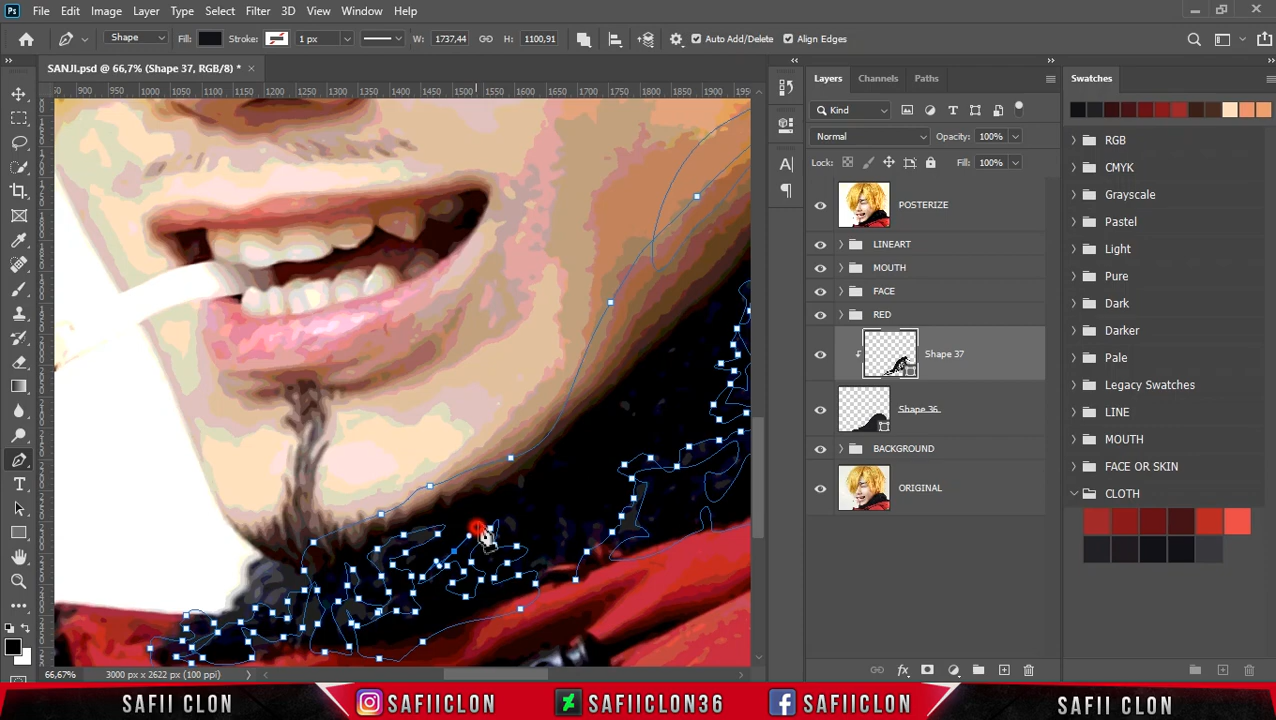 Ps File Edit Image Layer Type Select Filter 3D View Window Help
Shape Fill: Stroke: 1 px W: 1737,44 H: 1100,91 Auto Add/Delete Align Edges
SANJI.psd @ 66,7% (Shape 37, RGB/8) *
1000 1050 1100 1150 1200 1250 1300 1350 1400 1450 1500 1550 1600 1650 1700 1750 1800 1850 1900
Layers Channels Paths
Kind
Normal Opacity: 100%
Lock: Fill: 100%
POSTERIZE
LINEART
MOUTH
FACE
RED
Shape 37
Shape 36
BACKGROUND
ORIGINAL
Swatches
RGB
CMYK
Grayscale
Pastel
Light
Pure
Dark
Darker
Pale
Legacy Swatches
LINE
MOUTH
FACE OR SKIN
CLOTH
66,67% 3000 px x 2622 px (100 ppi)
SAFII CLON SAFIICLON SAFIICLON36 SAFIICLON SAFII CLON